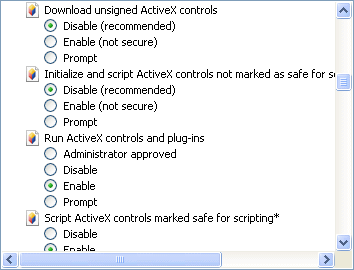 Download unsigned ActiveX controls
Disable (recommended)
Enable (not secure)
Prompt
Initialize and script ActiveX controls not marked as safe for
Disable (recommended)
Enable (not secure)
Prompt
Run ActiveX controls and plug-ins
Administrator approved
Disable
Enable
Prompt
Script ActiveX controls marked safe for scripting*
Disable
Enable